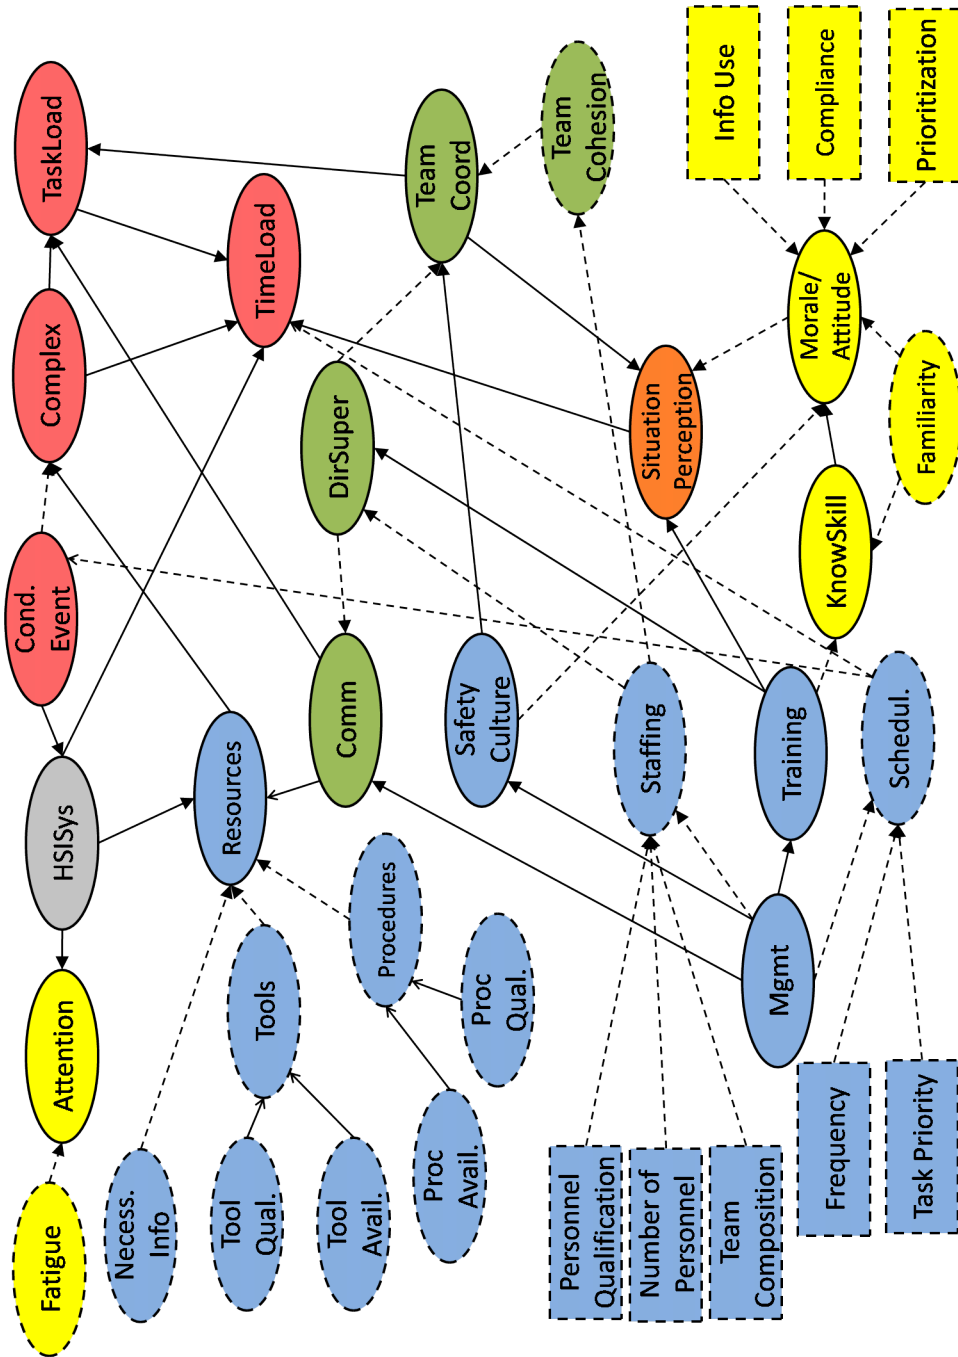 Fatigue
Attention
HSISys
Cond.
Event
Complex
TaskLoad
Necess.
Info
Tool
Qual.
Tools
Resources
TimeLoad
Tool
Avail.
Procedures
Comm
DirSuper
Team
Coord
Proc
Avail.
Proc
Qual.
Safety
Culture
Team
Cohesion
Personnel
Qualification
Number of
Personnel
Team
Composition
Staffing
Situation
Perception
Info Use
Mgmt
Training
KnowSkill
Morale/
Attitude
Compliance
Frequency
Task Priority
Schedul.
Familiarity
Prioritization